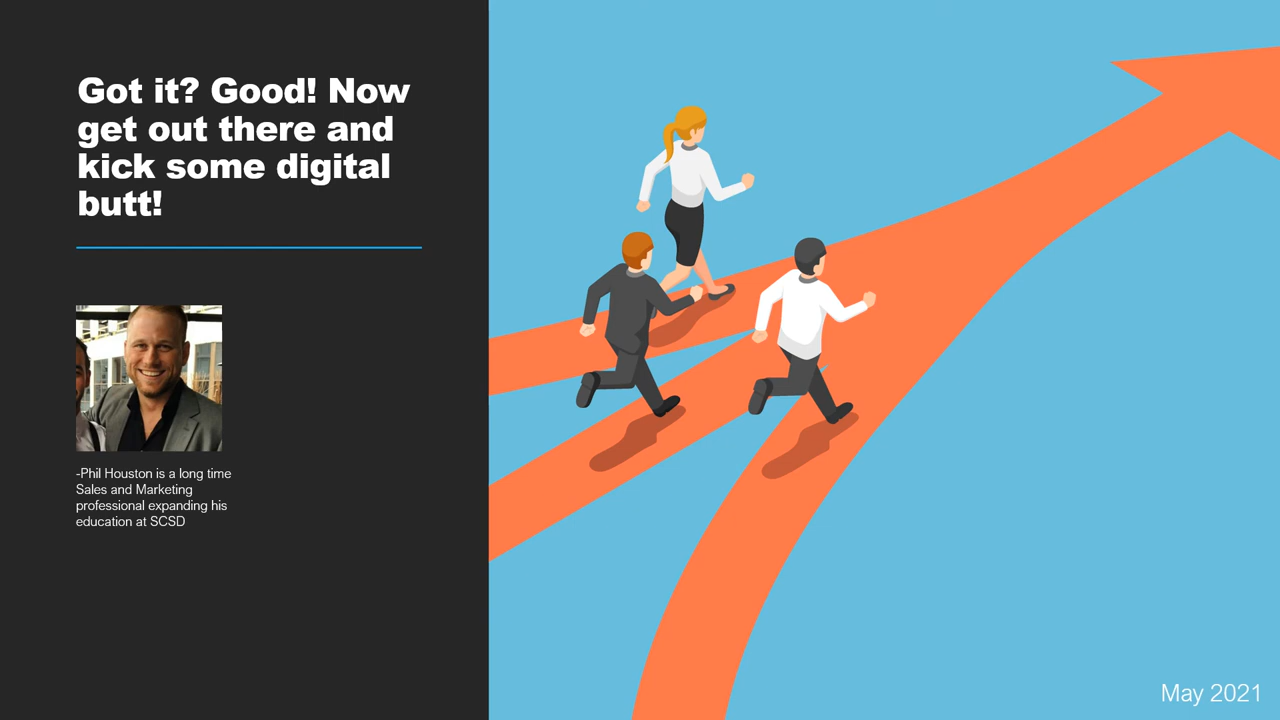 Got it? Good! Now
get out there and
kick some digital
butt!
-Phil Houston is a long time
Sales and Marketing
professional expanding his
education at SCSD
May 2021